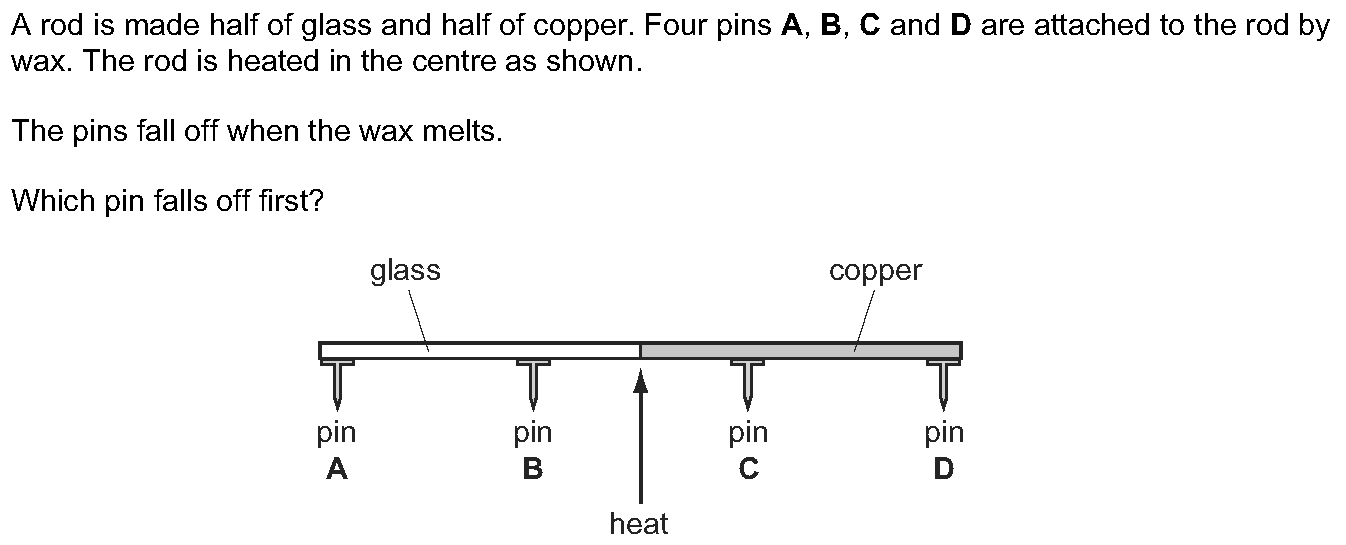 A rod is made half of glass and half of copper. Four pins A, B, C and D are attached to the rod by
wax. The rod is heated in the centre as shown.
The pins fall off when the wax melts.
Which pin falls off first?
glass
copper
pin
A
pin
B
pin
C
pin
D
heat